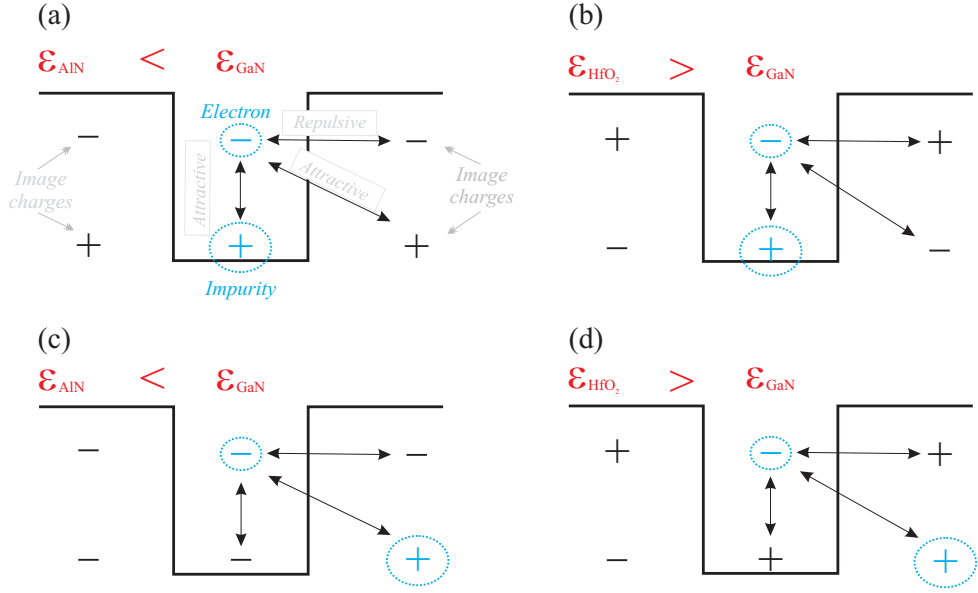 (a)
ε_AlN < ε_GaN
Electron
−
−
Repulsive
−
Attractive
Attractive
Image charges
Image charges
+
+
+
Impurity
(b)
ε_HfO₂ > ε_GaN
+
−
+
−
+
−
(c)
ε_AlN < ε_GaN
−
−
−
−
−
+
(d)
ε_HfO₂ > ε_GaN
+
−
+
−
+
+